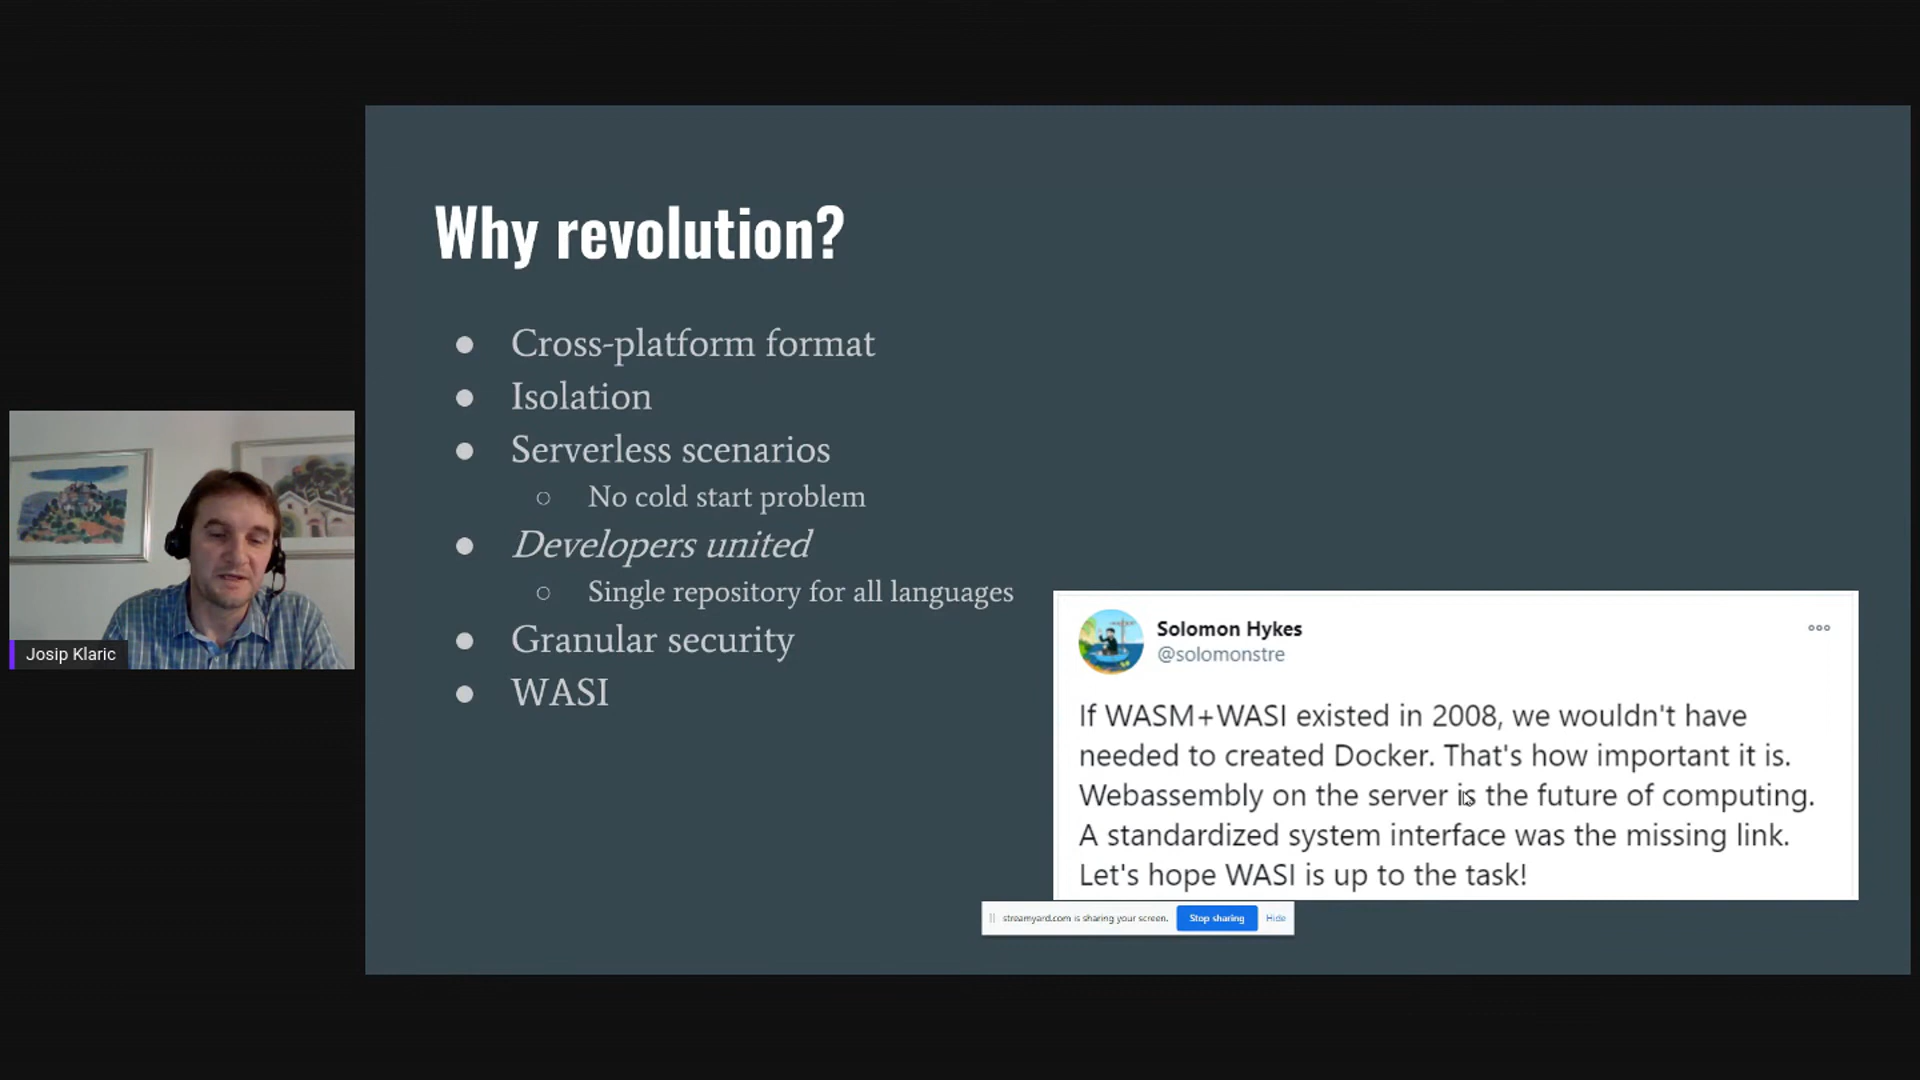 Why revolution?
● Cross-platform format
● Isolation
● Serverless scenarios
○ No cold start problem
● Developers united
○ Single repository for all languages
● Granular security
● WASI
Solomon Hykes
@solomonstre
If WASM+WASI existed in 2008, we wouldn't have
needed to created Docker. That's how important it is.
Webassembly on the server is the future of computing.
A standardized system interface was the missing link.
Let's hope WASI is up to the task!
streamyard.com is sharing your screen. Stop sharing Hide
Josip Klaric